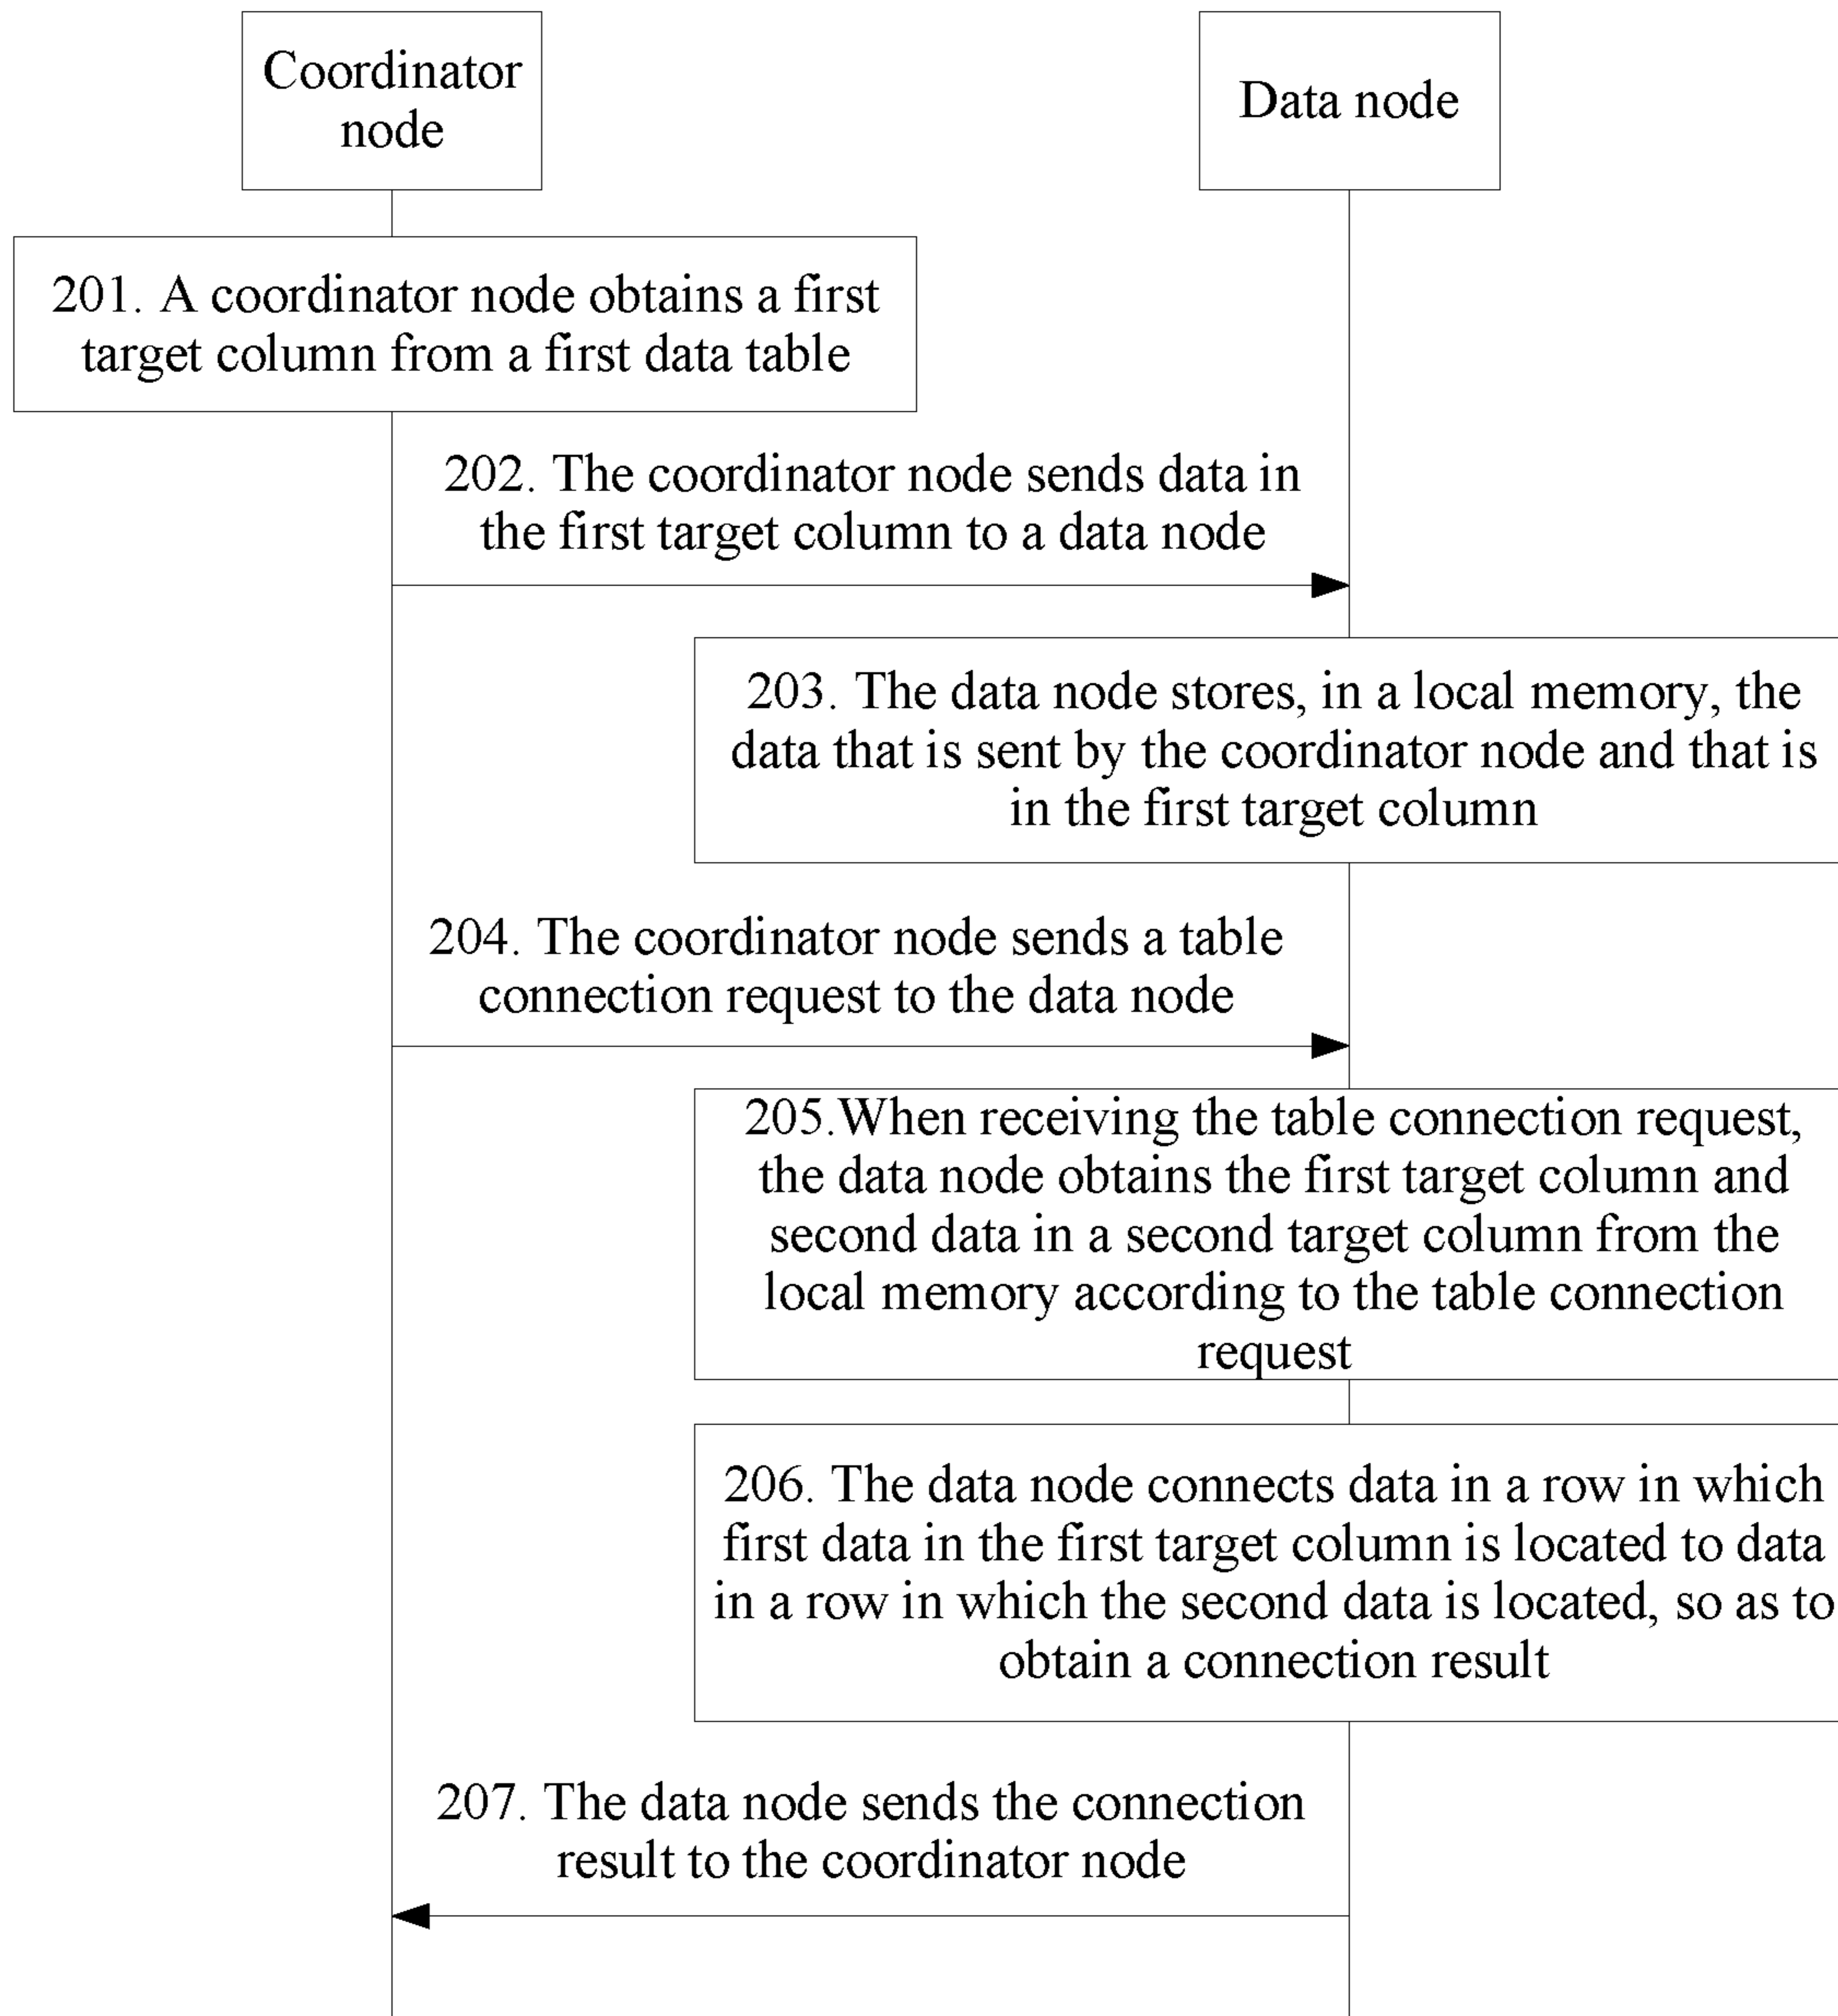 Coordinator
node
Data node
201. A coordinator node obtains a first
target column from a first data table
202. The coordinator node sends data in
the first target column to a data node
203. The data node stores, in a local memory, the
data that is sent by the coordinator node and that is
in the first target column
204. The coordinator node sends a table
connection request to the data node
205.When receiving the table connection request,
the data node obtains the first target column and
second data in a second target column from the
local memory according to the table connection
request
206. The data node connects data in a row in which
first data in the first target column is located to data
in a row in which the second data is located, so as to
obtain a connection result
207. The data node sends the connection
result to the coordinator node